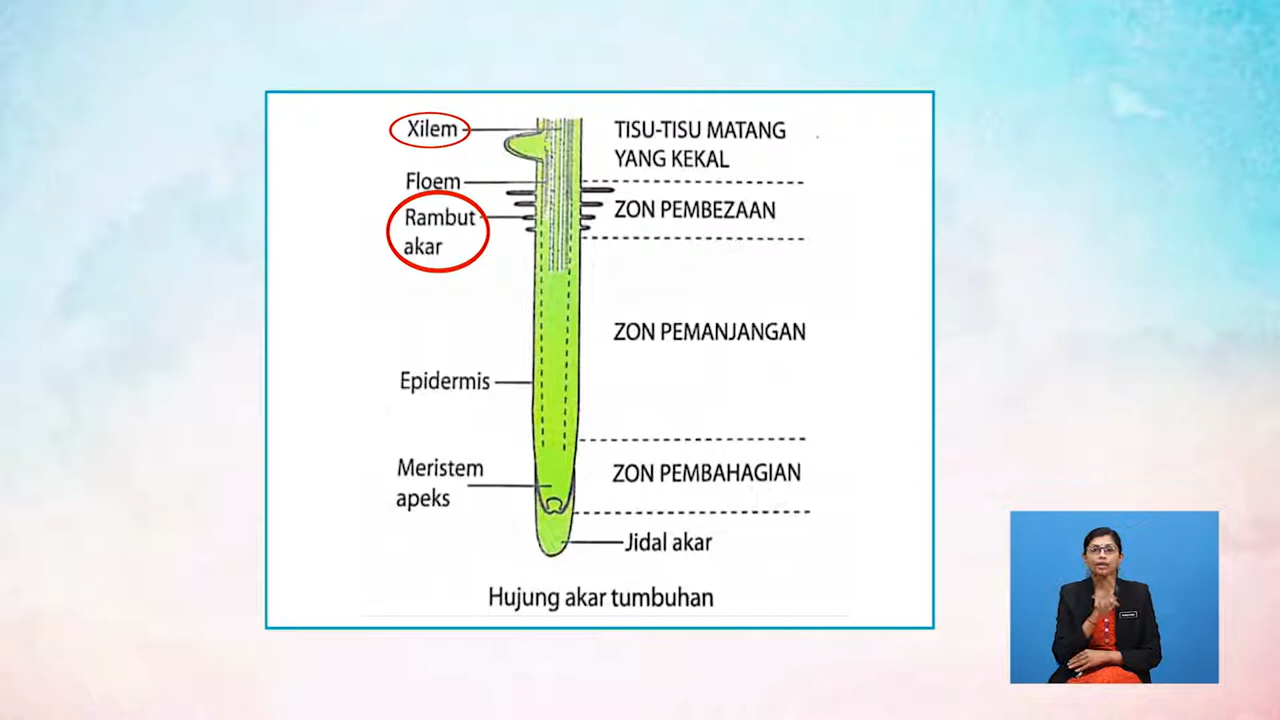 Xilem
TISU-TISU MATANG
YANG KEKAL
Floem
Rambut
akar
ZON PEMBEZAAN
ZON PEMANJANGAN
Epidermis
Meristem
apeks
ZON PEMBAHAGIAN
Jidal akar
Hujung akar tumbuhan